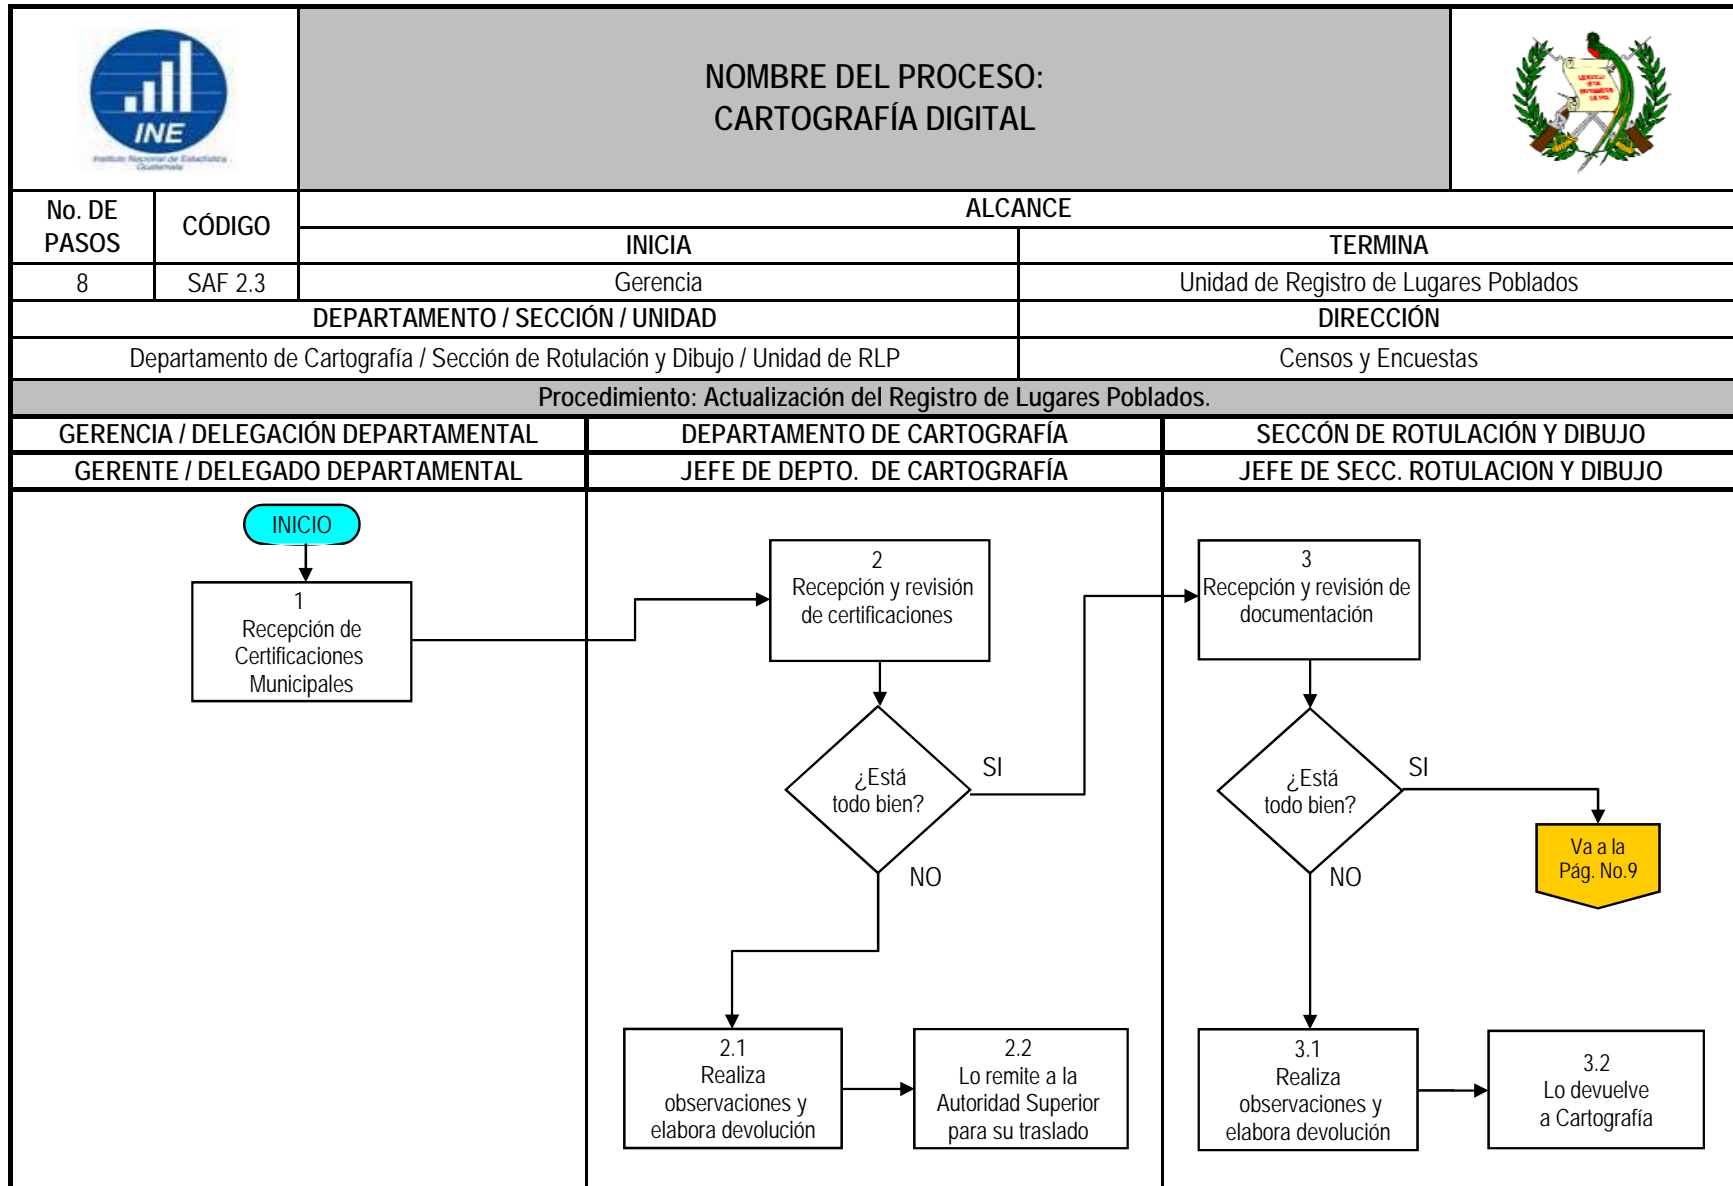 INE
Instituto Nacional de Estadística
Guatemala
NOMBRE DEL PROCESO:
CARTOGRAFÍA DIGITAL
No. DE
PASOS
CÓDIGO
ALCANCE
INICIA
TERMINA
8
SAF 2.3
Gerencia
Unidad de Registro de Lugares Poblados
DEPARTAMENTO / SECCIÓN / UNIDAD
DIRECCIÓN
Departamento de Cartografía / Sección de Rotulación y Dibujo / Unidad de RLP
Censos y Encuestas
Procedimiento: Actualización del Registro de Lugares Poblados.
GERENCIA / DELEGACIÓN DEPARTAMENTAL
DEPARTAMENTO DE CARTOGRAFÍA
SECCÓN DE ROTULACIÓN Y DIBUJO
GERENTE / DELEGADO DEPARTAMENTAL
JEFE DE DEPTO. DE CARTOGRAFÍA
JEFE DE SECC. ROTULACION Y DIBUJO
INICIO
1
Recepción de
Certificaciones
Municipales
2
Recepción y revisión
de certificaciones
¿Está
todo bien?
SI
NO
2.1
Realiza
observaciones y
elabora devolución
2.2
Lo remite a la
Autoridad Superior
para su traslado
3
Recepción y revisión de
documentación
¿Está
todo bien?
SI
NO
Va a la
Pág. No.9
3.1
Realiza
observaciones y
elabora devolución
3.2
Lo devuelve
a Cartografía